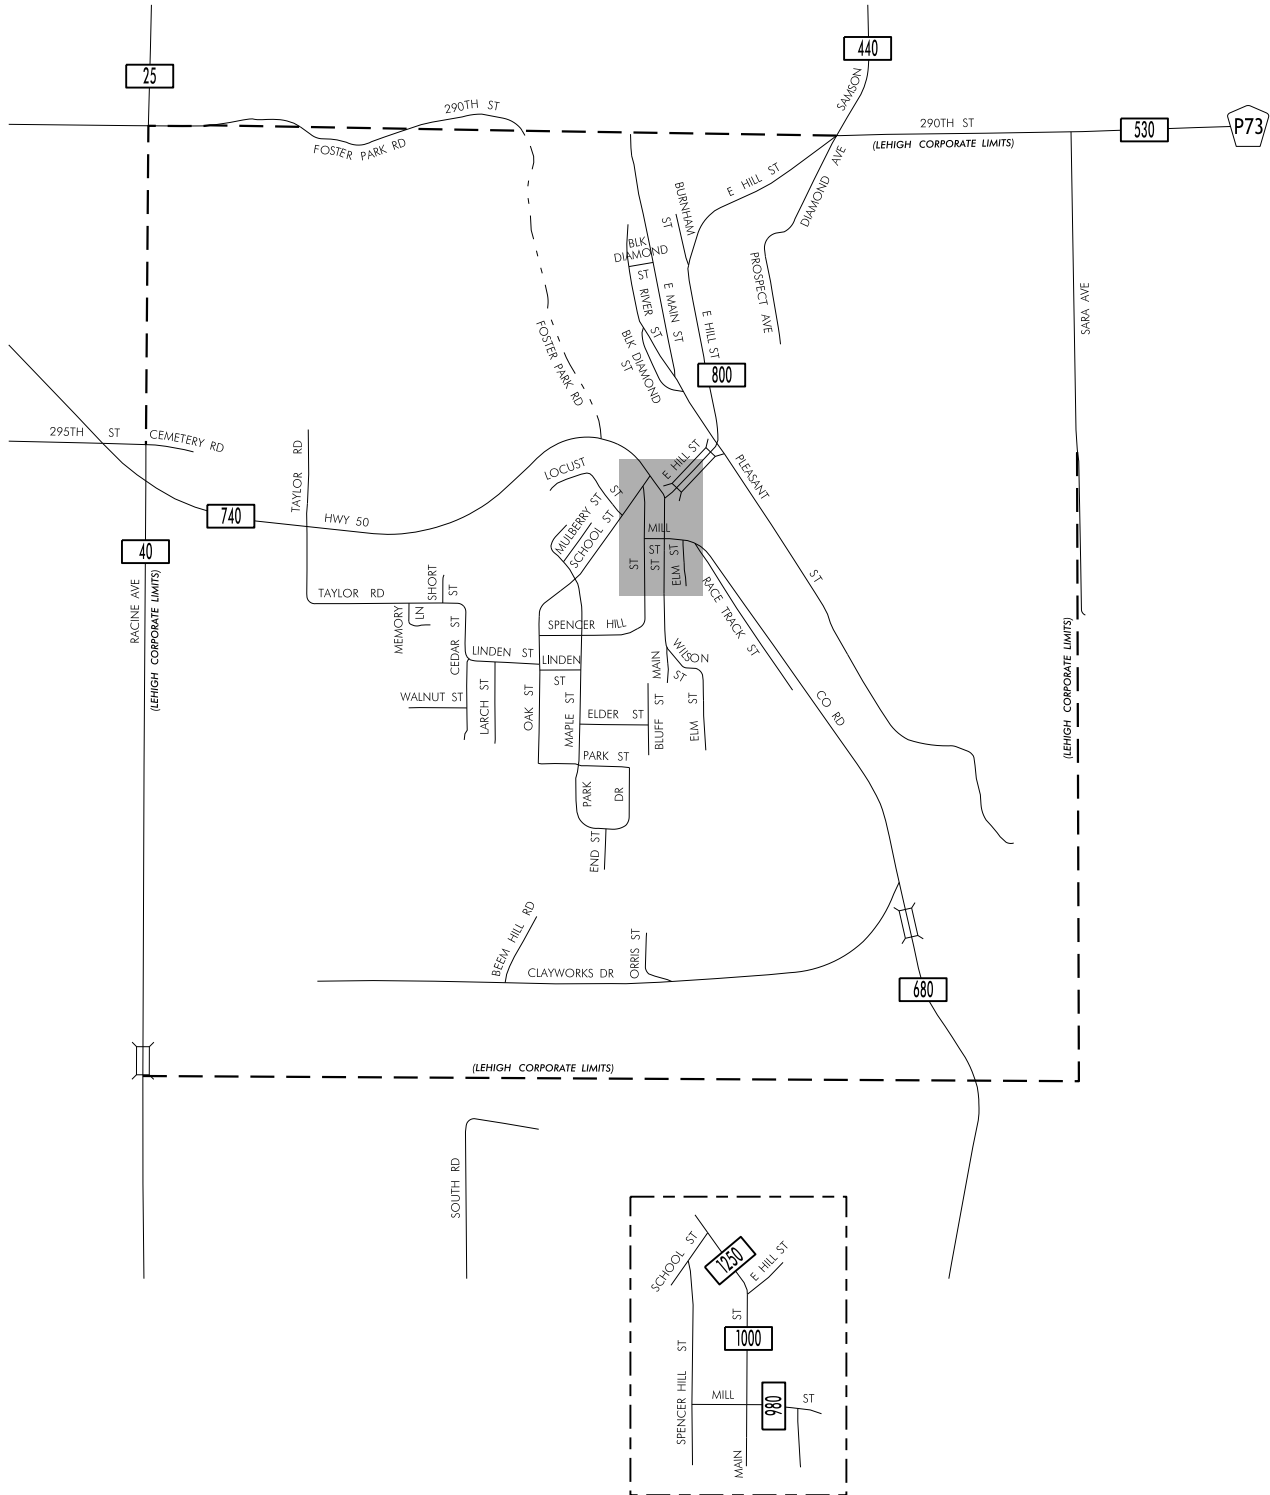 440
25
SAMSON
290TH ST
290TH ST
530
P73
FOSTER PARK RD
(LEHIGH CORPORATE LIMITS)
E HILL ST
DIAMOND AVE
BURNHAM
ST
BLK
DIAMOND
ST
RIVER ST
E MAIN ST
PROSPECT AVE
SARA AVE
E HILL ST
FOSTER PARK RD
BLK DIAMOND
ST
800
295TH ST
CEMETERY RD
TAYLOR RD
LOCUST
ST
E HILL ST
PLEASANT
ST
740
HWY 50
MULBERRY ST
SCHOOL ST
MILL
ST
ST
ST
ELM ST
40
RACINE AVE
(LEHIGH CORPORATE LIMITS)
TAYLOR RD
SHORT
ST
MEMORY
LN
CEDAR ST
SPENCER HILL
RACE TRACK ST
LINDEN ST
LINDEN
ST
MAIN
WILSON
ST
(LEHIGH CORPORATE LIMITS)
WALNUT ST
LARCH ST
OAK ST
MAPLE ST
ELDER ST
BLUFF ST
ELM ST
CO RD
PARK ST
PARK
DR
END ST
BEEM HILL RD
CLAYWORKS DR
ORRIS ST
680
(LEHIGH CORPORATE LIMITS)
SOUTH RD
SCHOOL ST
1250
E HILL ST
ST
1000
SPENCER HILL ST
MILL
980
ST
MAIN